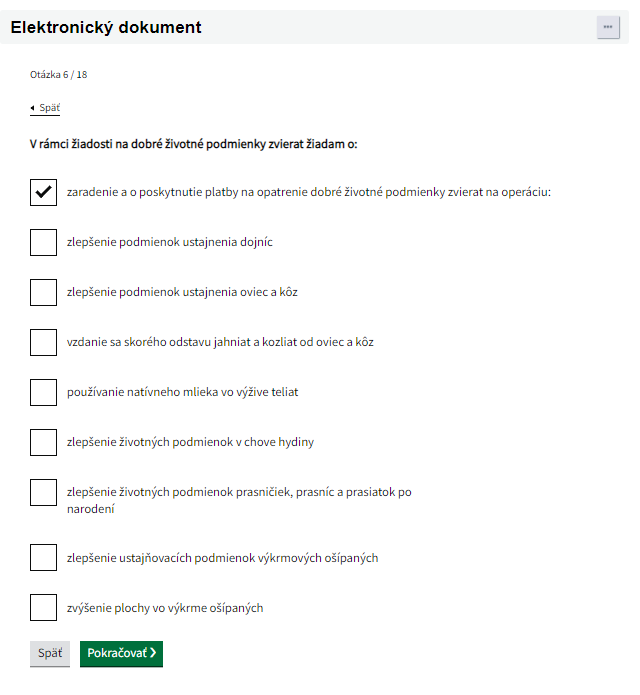 Elektronický dokument
Otázka 6 / 18
Späť
V rámci žiadosti na dobré životné podmienky zvierat žiadam o:
zaradenie a o poskytnutie platby na opatrenie dobré životné podmienky zvierat na operáciu:
zlepšenie podmienok ustajnenia dojníc
zlepšenie podmienok ustajnenia oviec a kôz
vzdanie sa skorého odstavu jahniat a kozliat od oviec a kôz
používanie natívneho mlieka vo výžive teliat
zlepšenie životných podmienok v chove hydiny
zlepšenie životných podmienok prasničiek, prasníc a prasiatok po
narodení
zlepšenie ustajňovacích podmienok výkrmových ošípaných
zvýšenie plochy vo výkrme ošípaných
Späť Pokračovať